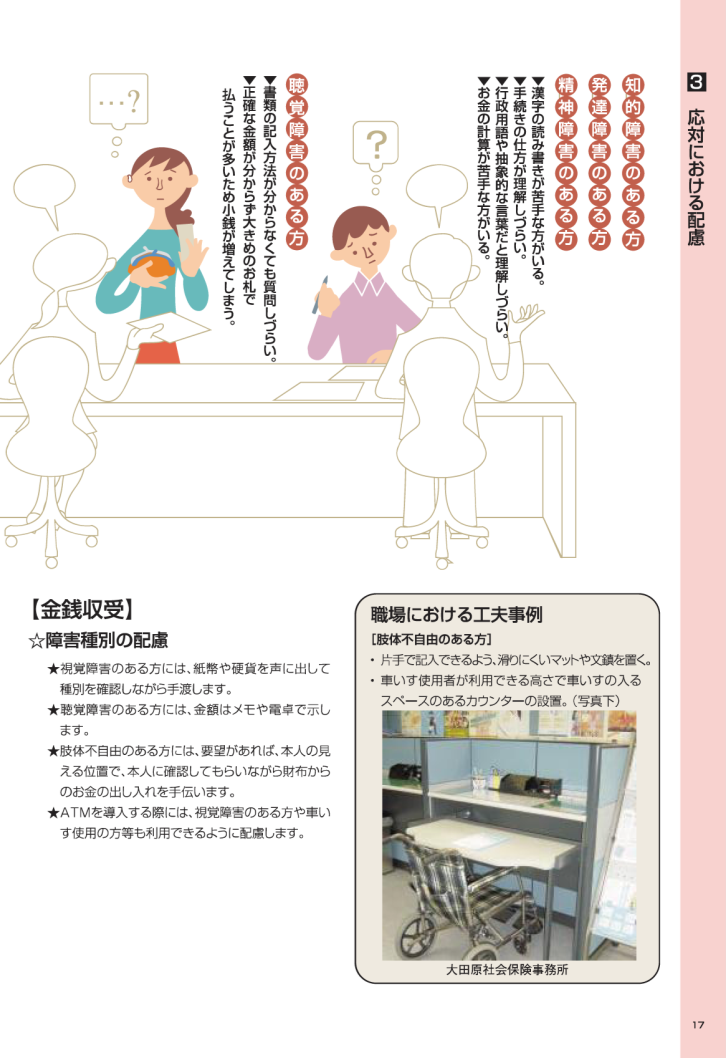 3 応対における配慮
知的障害のある方
発達障害のある方
精神障害のある方
▼漢字の読み書きが苦手な方がいる。
▼手続きの仕方が理解しづらい。
▼行政用語や抽象的な言葉だと理解しづらい。
▼お金の計算が苦手な方がいる。
?
聴覚障害のある方
▼書類の記入方法が分からなくても質問しづらい。
▼正確な金額が分からず大きめのお札で
払うことが多いため小銭が増えてしまう。
…?
【金銭収受】
☆障害種別の配慮
★視覚障害のある方には、紙幣や硬貨を声に出して
種別を確認しながら手渡します。
★聴覚障害のある方には、金額はメモや電卓で示し
ます。
★肢体不自由のある方には、要望があれば、本人の見
える位置で、本人に確認してもらいながら財布から
のお金の出し入れを手伝います。
★ATMを導入する際には、視覚障害のある方や車い
す使用の方等も利用できるように配慮します。
職場における工夫事例
[肢体不自由のある方]
・片手で記入できるよう、滑りにくいマットや文鎮を置く。
・車いす使用者が利用できる高さで車いすの入る
スペースのあるカウンターの設置。(写真下)
大田原社会保険事務所
17